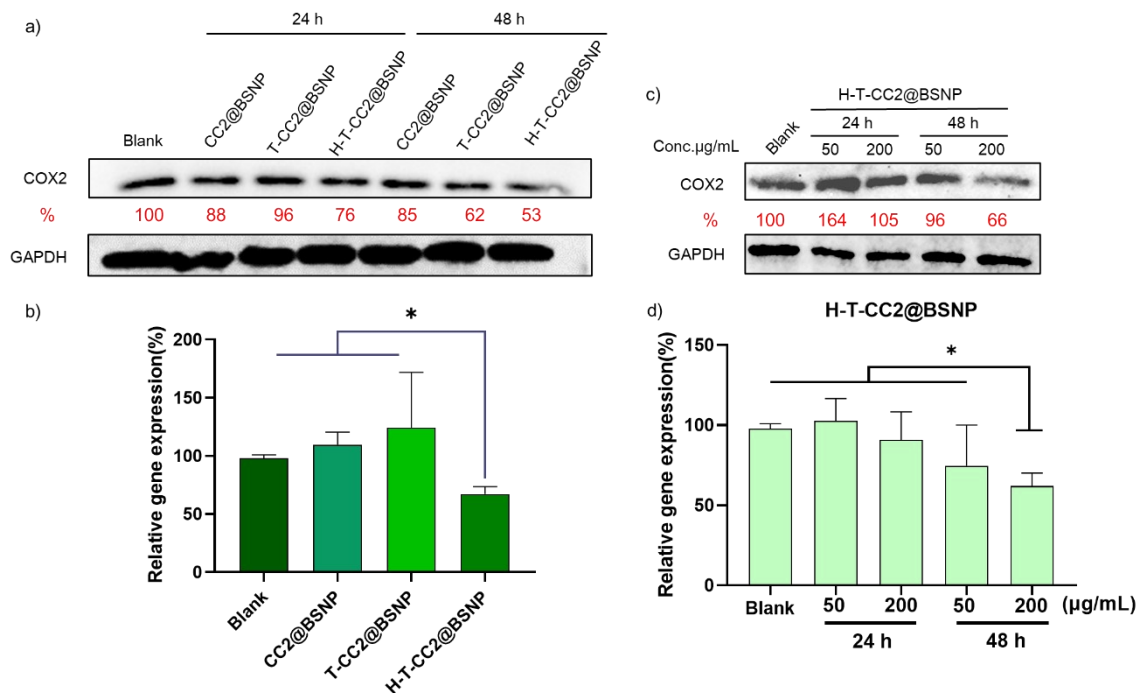 a)
24 h
48 h
Blank
CC2@BSNP
T-CC2@BSNP
H-T-CC2@BSNP
CC2@BSNP
T-CC2@BSNP
H-T-CC2@BSNP
COX2
% 100 88 96 76 85 62 53
GAPDH
b)
*
Relative gene expression(%)
200
150
100
50
0
Blank
CC2@BSNP
T-CC2@BSNP
H-T-CC2@BSNP
c)
H-T-CC2@BSNP
24 h 48 h
Blank
Conc.μg/mL 50 200 50 200
COX2
% 100 164 105 96 66
GAPDH
d)
H-T-CC2@BSNP
*
Relative gene expression(%)
150
100
50
0
Blank 50 200 50 200 (μg/mL)
24 h 48 h